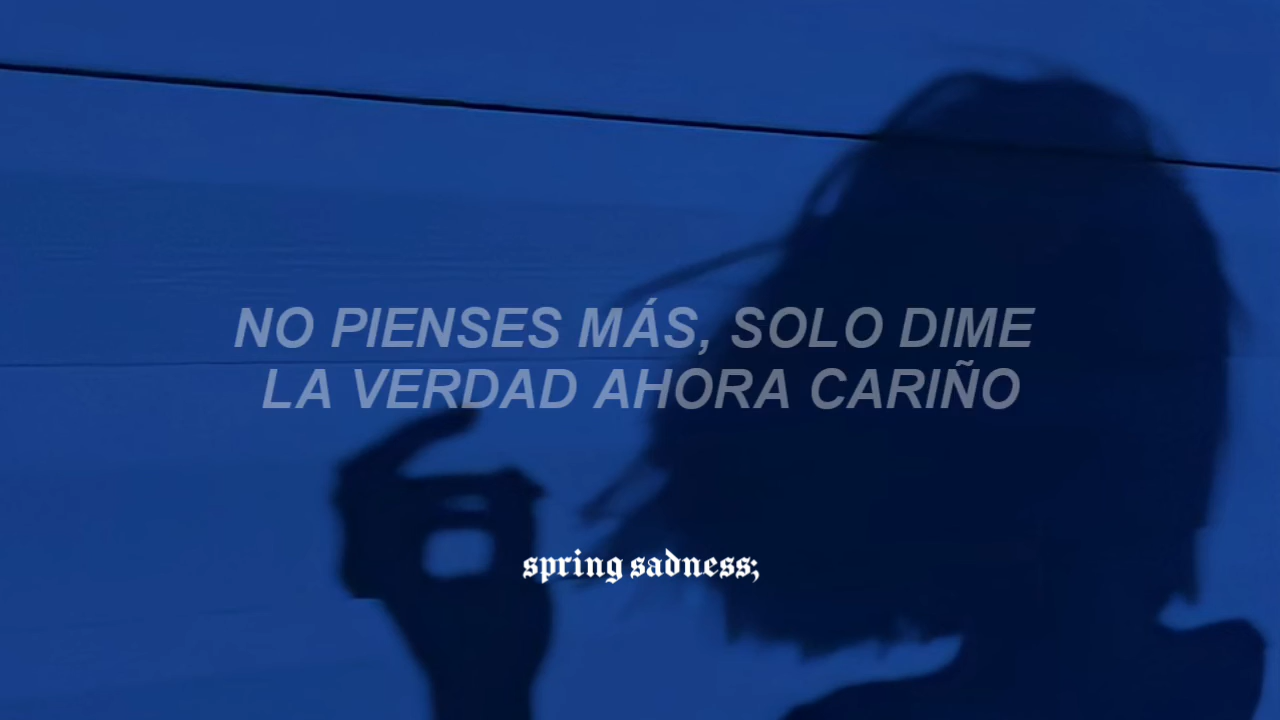 NO PIENSES MÁS, SOLO DIME
LA VERDAD AHORA CARIÑO
spring sadness;